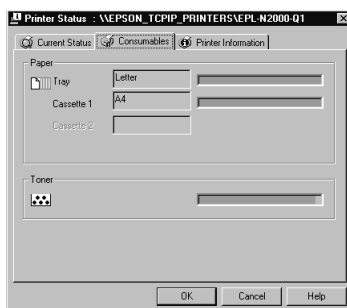 Printer Status : \\EPSON_TCPIP_PRINTERS\EPL-N2000-Q1
Current Status Consumables Printer Information
Paper
Tray Letter
Cassette 1 A4
Cassette 2
Toner
OK Cancel Help